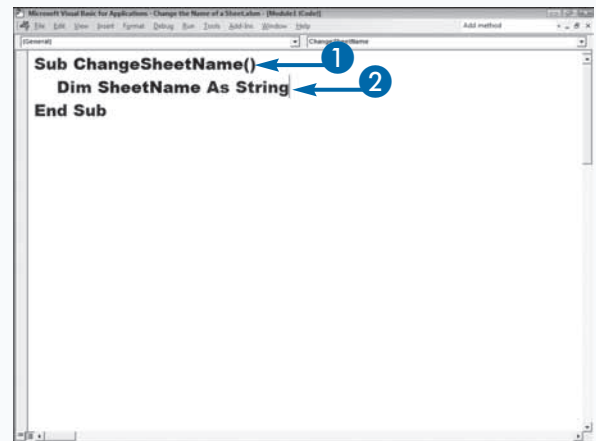 Microsoft Visual Basic for Applications - Change the Name of a Sheet.xlsm - [Module1 (Code)]
File Edit View Insert Format Debug Run Tools Add-Ins Window Help Add method
(General) ChangeSheetName
Sub ChangeSheetName() 1
Dim SheetName As String 2
End Sub